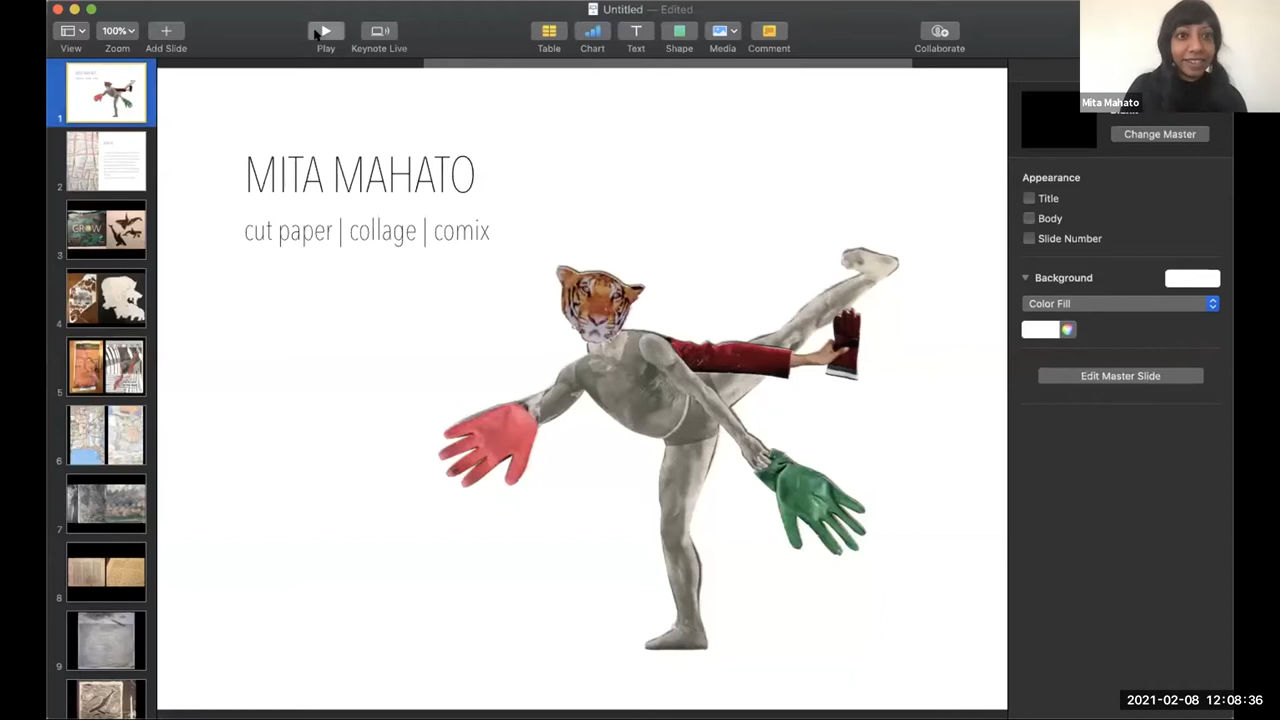 Untitled — Edited
100%
View
Zoom
Add Slide
Play
Keynote Live
Table
Chart
Text
Shape
Media
Comment
Collaborate
Mita Mahato
Change Master
Appearance
Title
Body
Slide Number
Background
Color Fill
Edit Master Slide
MITA MAHATO
cut paper | collage | comix
1
2
3
GROW
4
5
6
7
8
9
2021-02-08 12:08:36